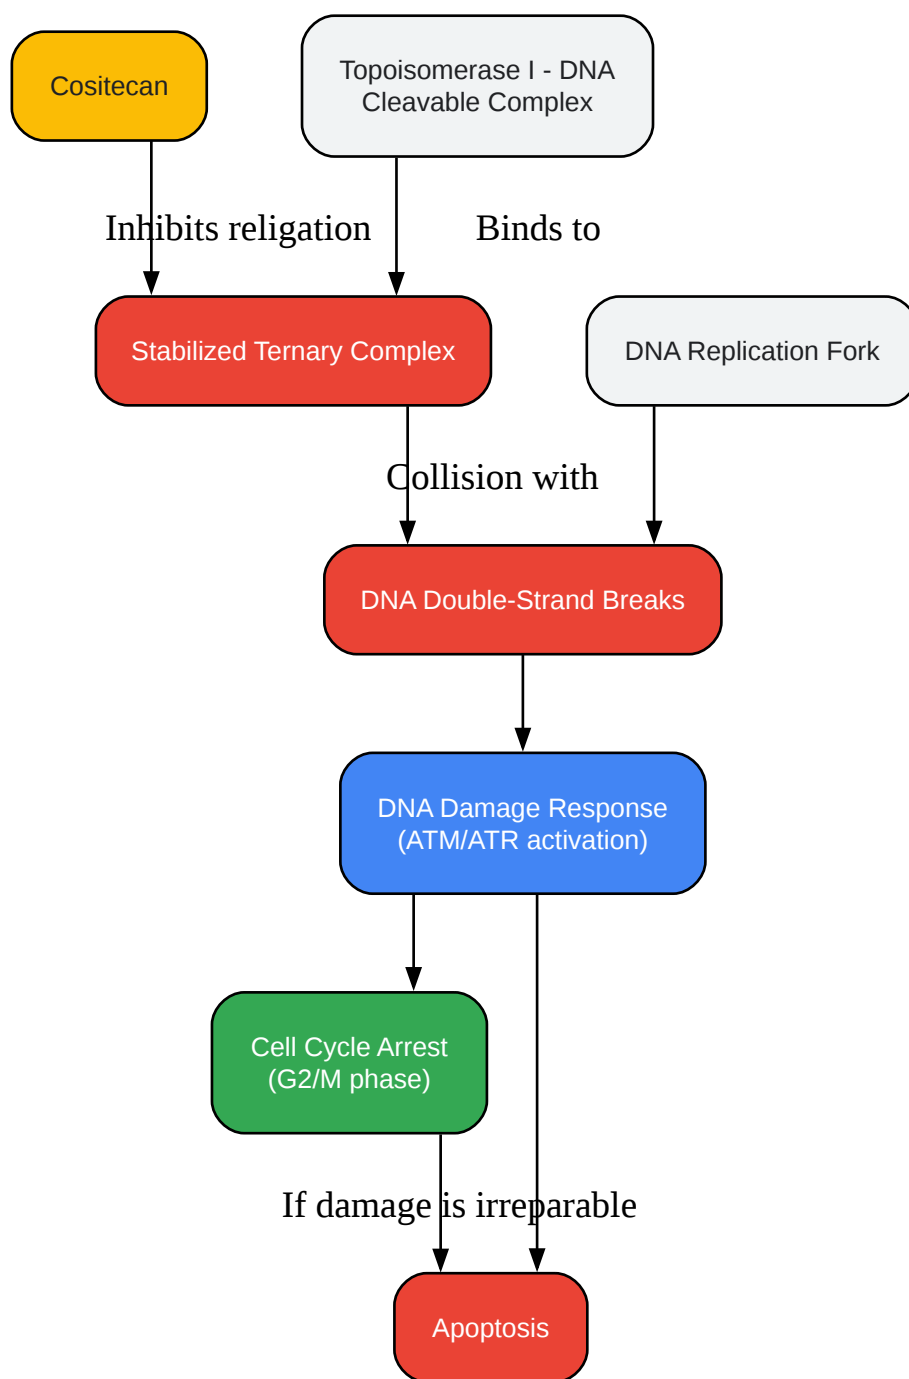 Cositecan
Topoisomerase I - DNA
Cleavable Complex
Inhibits religation
Binds to
Stabilized Ternary Complex
DNA Replication Fork
Collision with
DNA Double-Strand Breaks
DNA Damage Response
(ATM/ATR activation)
Cell Cycle Arrest
(G2/M phase)
If damage is irreparable
Apoptosis